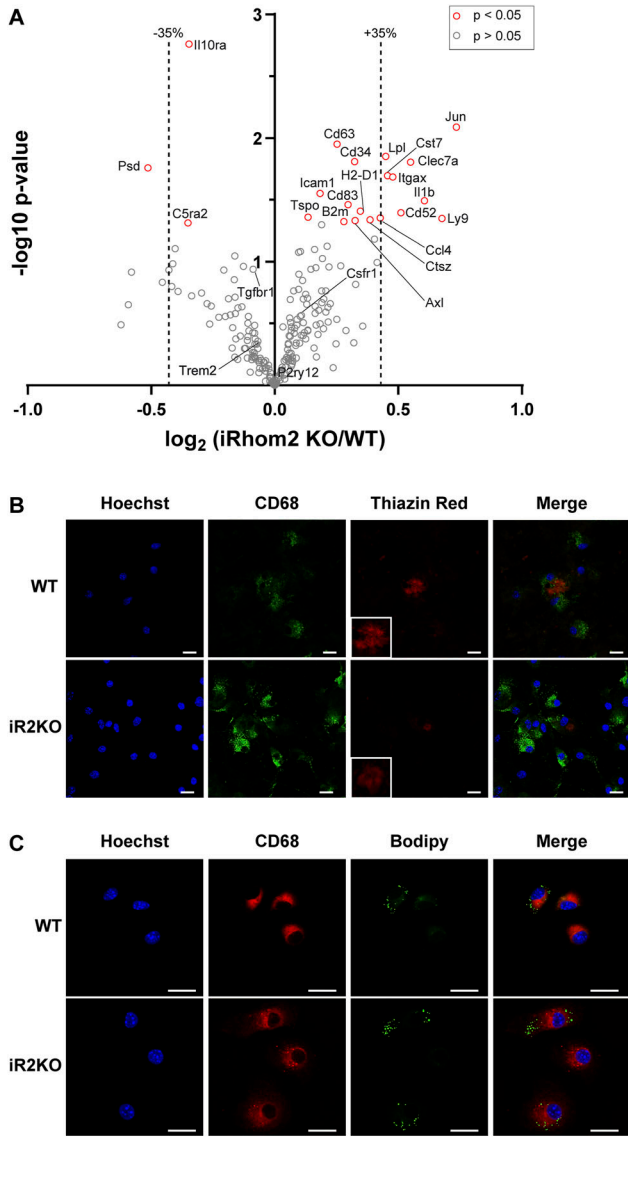 A
3
-35%
+35%
p < 0.05
p > 0.05
Il10ra
Jun
2
Cd63
Cst7
Cd34
Lpl
Clec7a
Psd
H2-D1
Itgax
Icam1
Cd83
Il1b
Tspo
B2m
Cd52
Ly9
C5ra2
Ccl4
1
Ctsz
Csfr1
Tgfbr1
Axl
Trem2
P2ry12
-log10 p-value
-1.0
-0.5
0.0
0.5
1.0
log2 (iRhom2 KO/WT)
B
Hoechst
CD68
Thiazin Red
Merge
WT
iR2KO
C
Hoechst
CD68
Bodipy
Merge
WT
iR2KO